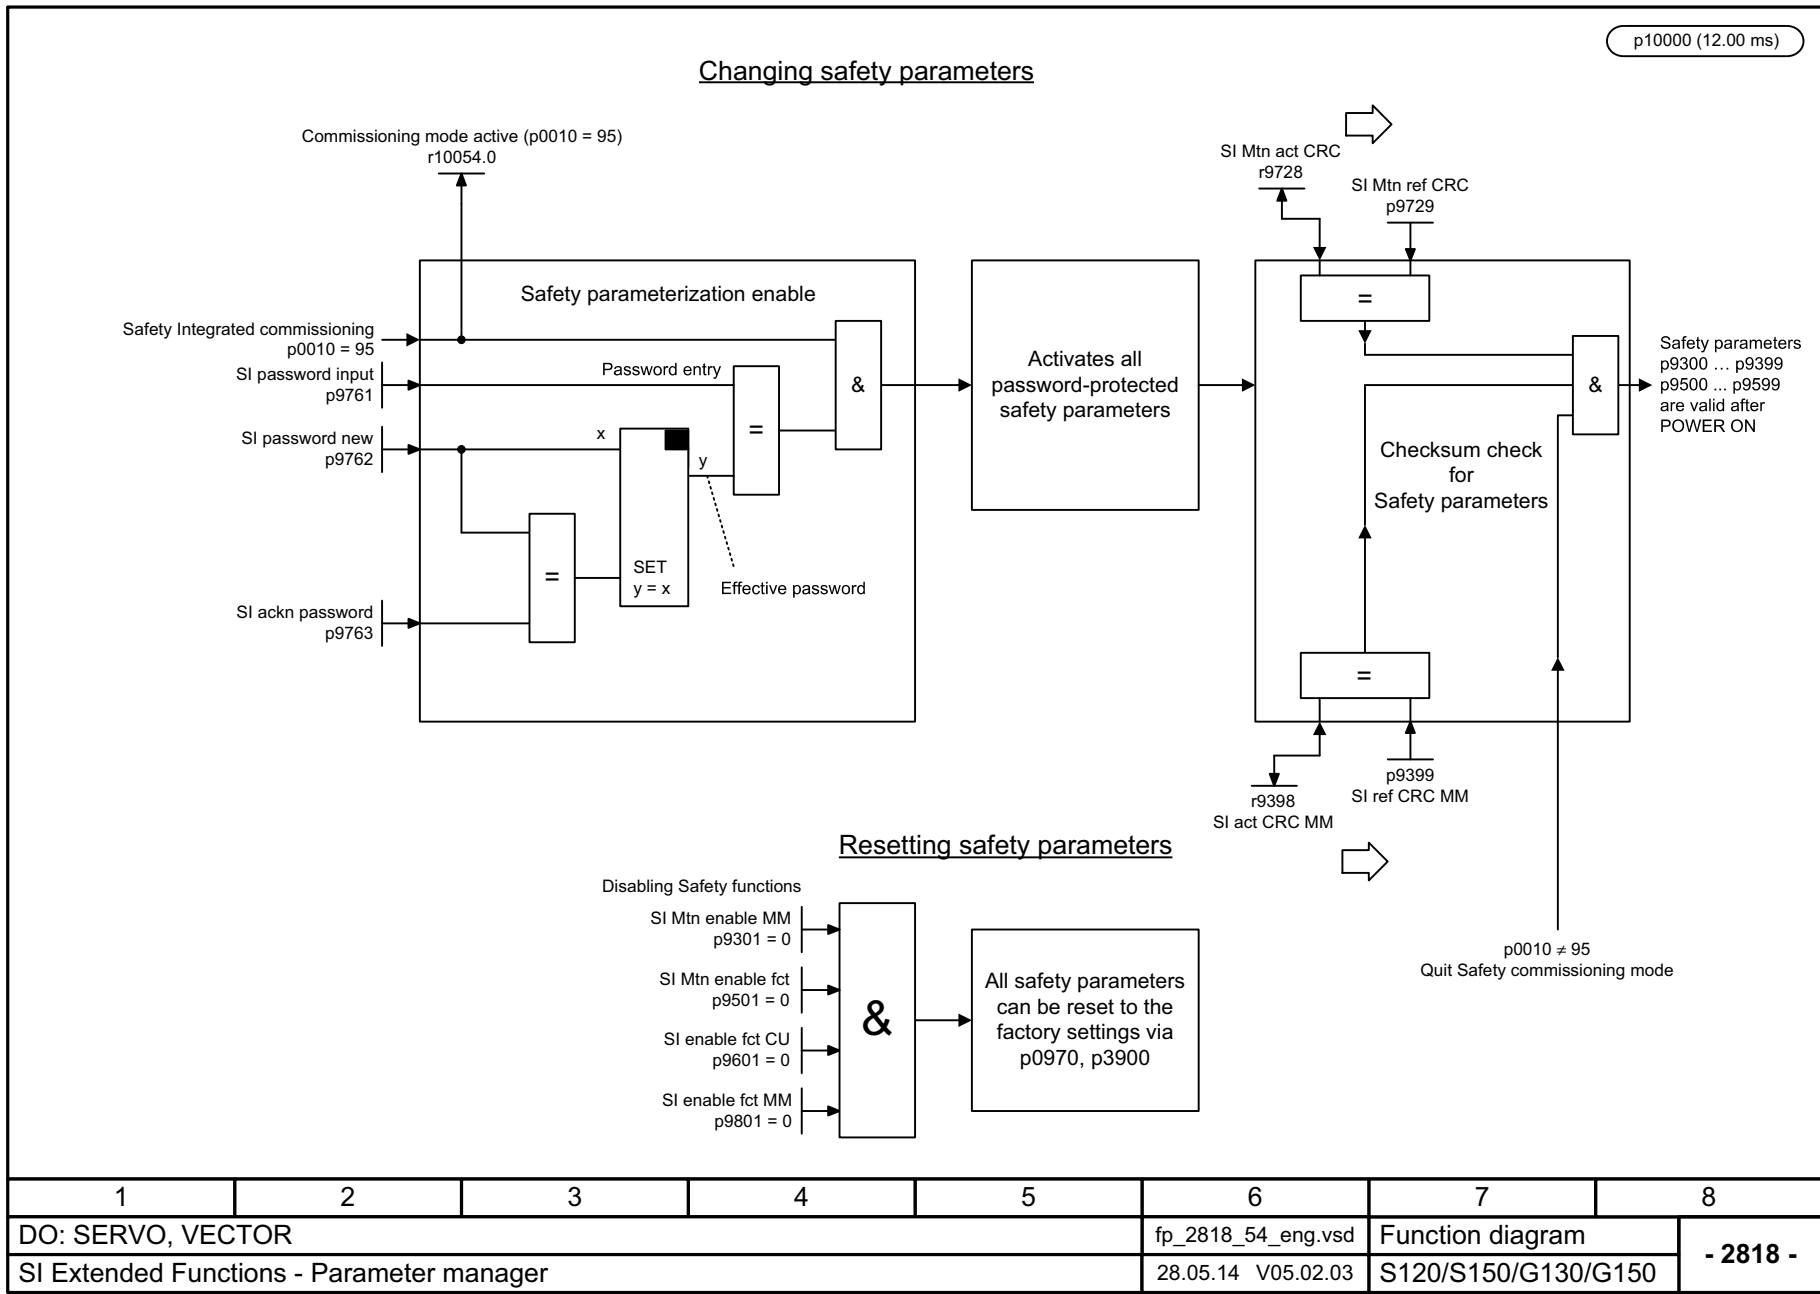 p10000 (12.00 ms)
Changing safety parameters
Commissioning mode active (p0010 = 95)
r10054.0
SI Mtn act CRC
r9728
SI Mtn ref CRC
p9729
Safety parameterization enable
Safety Integrated commissioning
p0010 = 95
SI password input
p9761
SI password new
p9762
SI ackn password
p9763
Password entry
x
y
=
=
&
SET
y = x
Effective password
Activates all
password-protected
safety parameters
=
&
Checksum check
for
Safety parameters
=
Safety parameters
p9300 ... p9399
p9500 ... p9599
are valid after
POWER ON
r9398
SI act CRC MM
p9399
SI ref CRC MM
p0010 ≠ 95
Quit Safety commissioning mode
Resetting safety parameters
Disabling Safety functions
SI Mtn enable MM
p9301 = 0
SI Mtn enable fct
p9501 = 0
SI enable fct CU
p9601 = 0
SI enable fct MM
p9801 = 0
&
All safety parameters
can be reset to the
factory settings via
p0970, p3900
1 2 3 4 5 6 7 8
DO: SERVO, VECTOR
fp_2818_54_eng.vsd
Function diagram
- 2818 -
SI Extended Functions - Parameter manager
28.05.14 V05.02.03
S120/S150/G130/G150